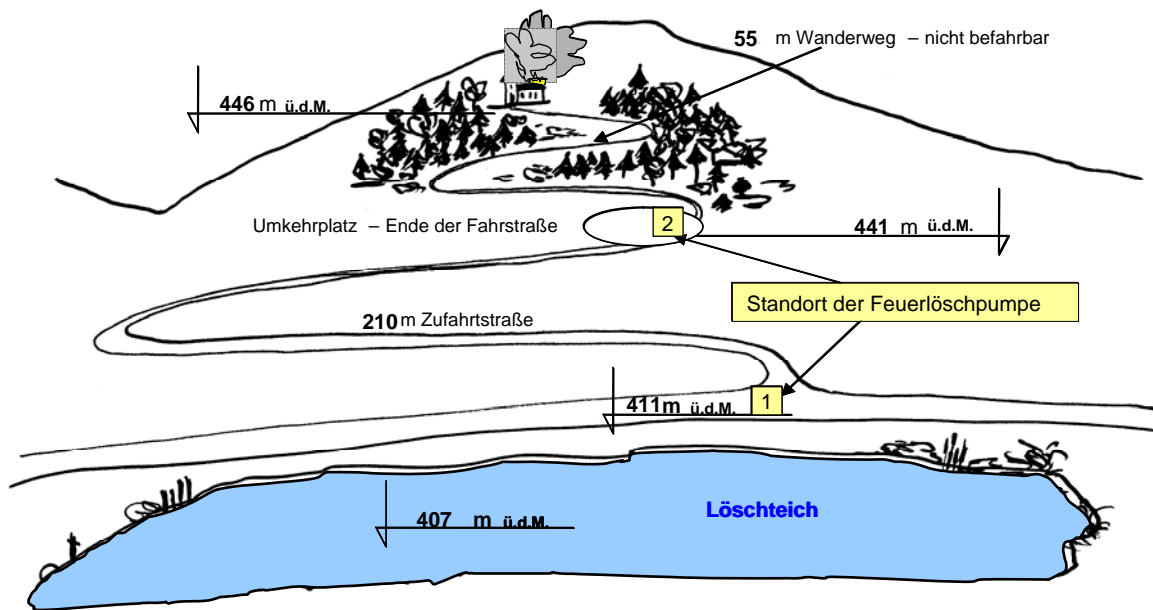 55 m Wanderweg – nicht befahrbar
446 m ü.d.M.
Umkehrplatz – Ende der Fahrstraße
2
441 m ü.d.M.
Standort der Feuerlöschpumpe
210 m Zufahrtstraße
411m ü.d.M.
1
Löschteich
407 m ü.d.M.